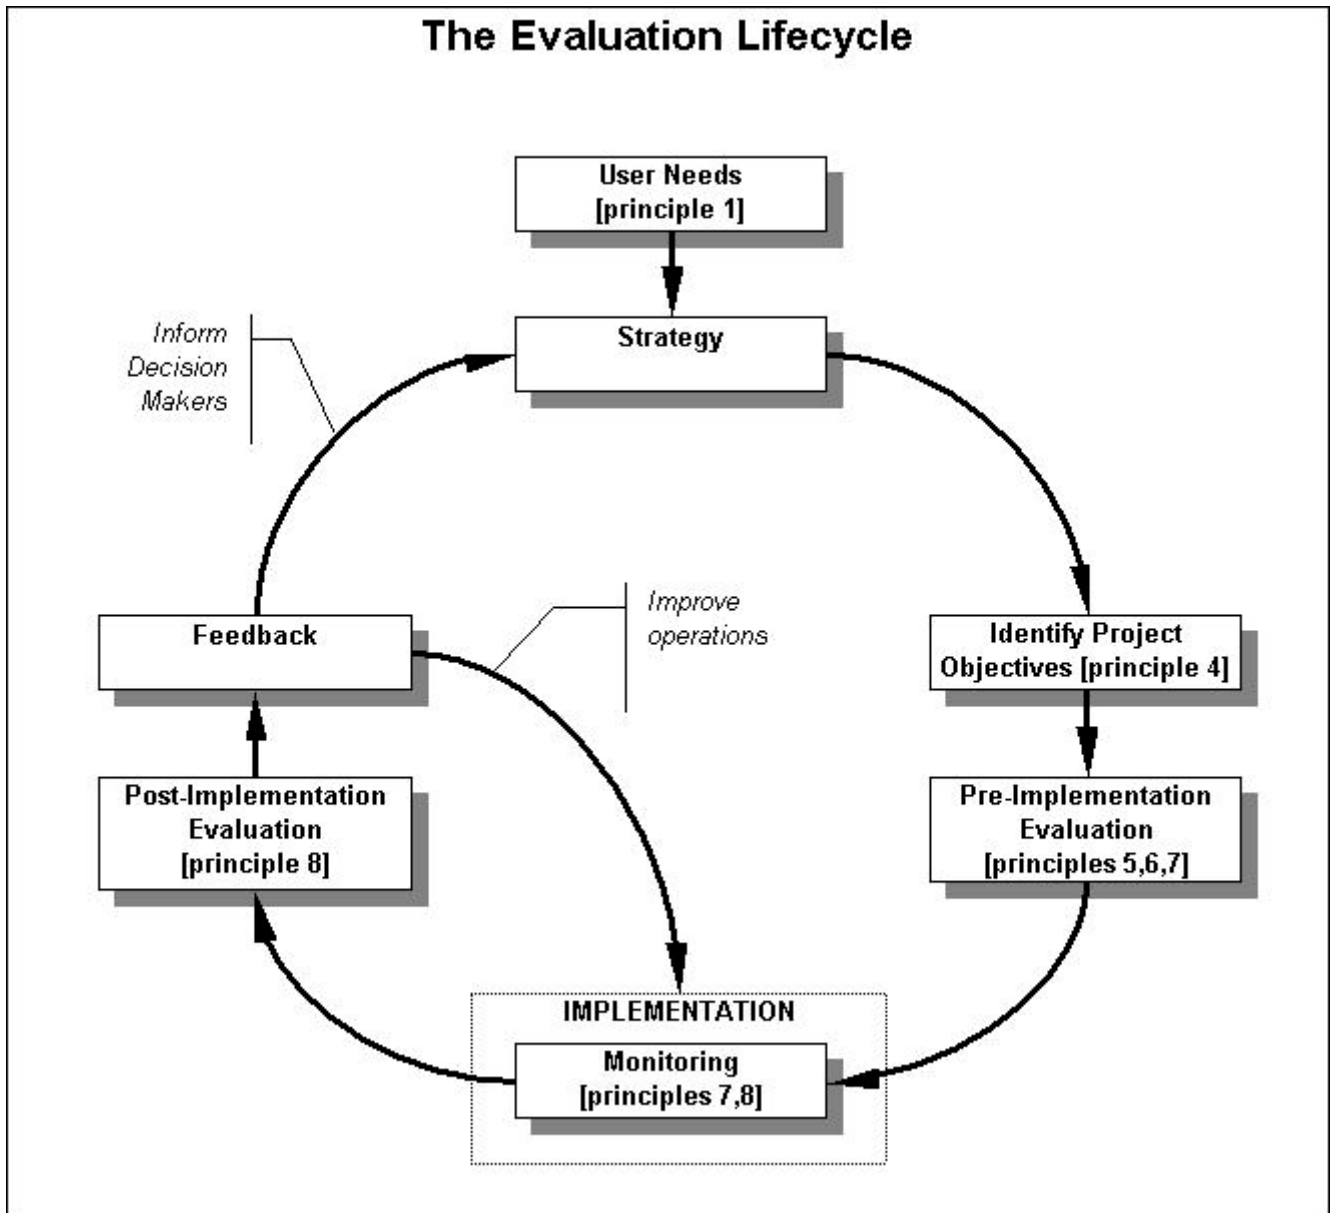 The Evaluation Lifecycle
User Needs
[principle 1]
Strategy
Inform
Decision
Makers
Improve
operations
Feedback
Identify Project
Objectives [principle 4]
Post-Implementation
Evaluation
[principle 8]
Pre-Implementation
Evaluation
[principles 5,6,7]
IMPLEMENTATION
Monitoring
[principles 7,8]